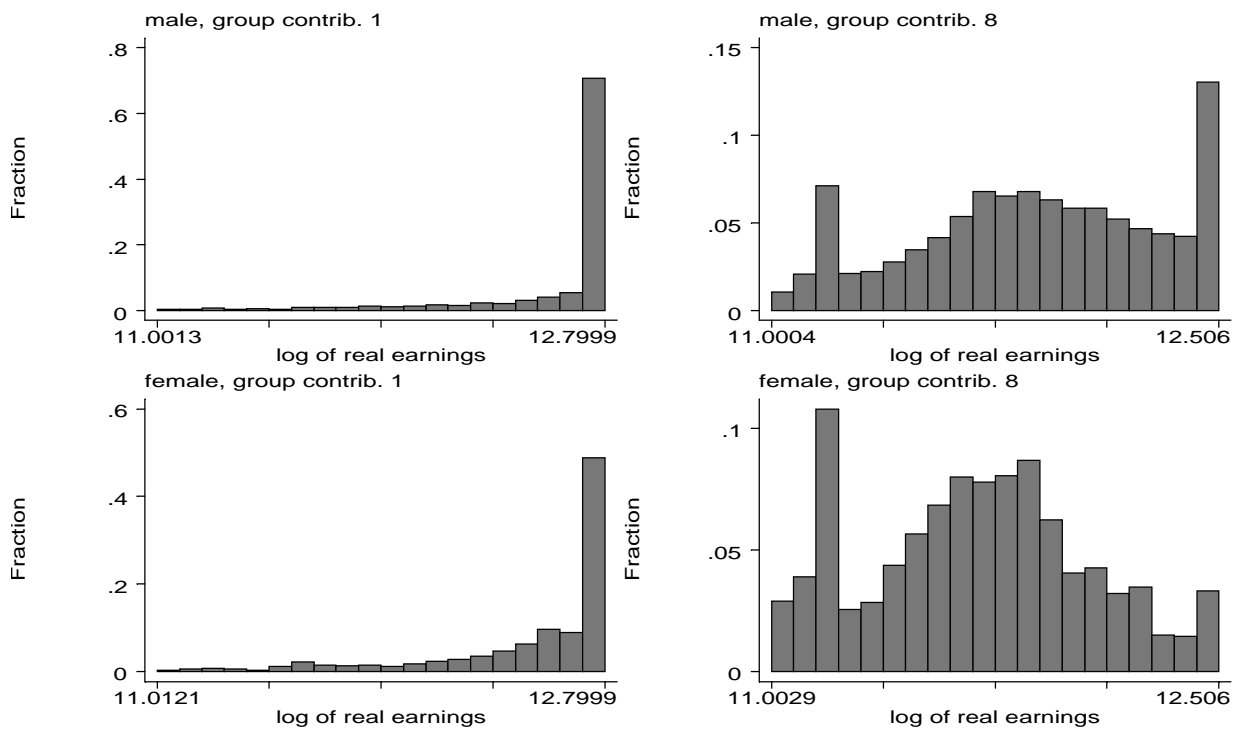 male, group contrib. 1
Fraction
.8
.6
.4
.2
0
11.0013
12.7999
log of real earnings
male, group contrib. 8
Fraction
.15
.1
.05
0
11.0004
12.506
log of real earnings
female, group contrib. 1
Fraction
.6
.4
.2
0
11.0121
12.7999
log of real earnings
female, group contrib. 8
Fraction
.1
.05
0
11.0029
12.506
log of real earnings